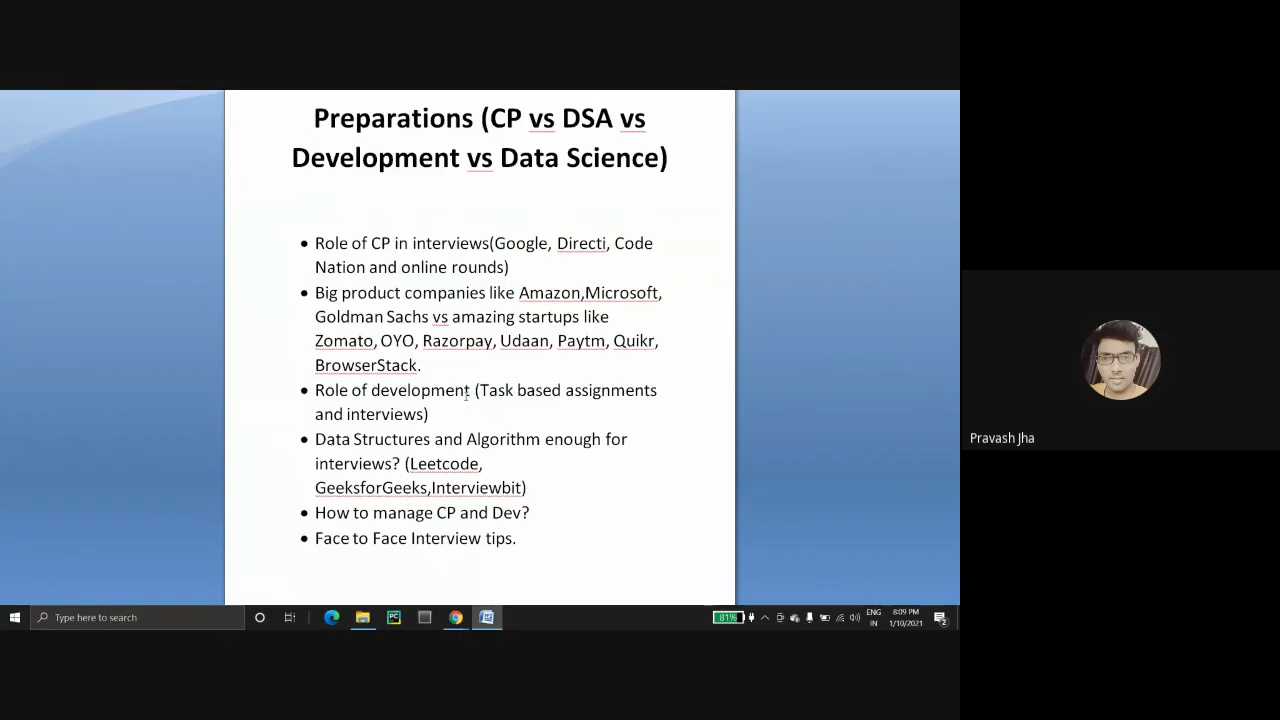 Preparations (CP vs DSA vs
Development vs Data Science)
• Role of CP in interviews(Google, Directi, Code
Nation and online rounds)
• Big product companies like Amazon,Microsoft,
Goldman Sachs vs amazing startups like
Zomato, OYO, Razorpay, Udaan, Paytm, Quikr,
BrowserStack.
• Role of development (Task based assignments
and interviews)
• Data Structures and Algorithm enough for
interviews? (Leetcode,
GeeksforGeeks,Interviewbit)
• How to manage CP and Dev?
• Face to Face Interview tips.
Pravash Jha
Type here to search
PC
81%
ENG
IN
8:09 PM
1/10/2021
2